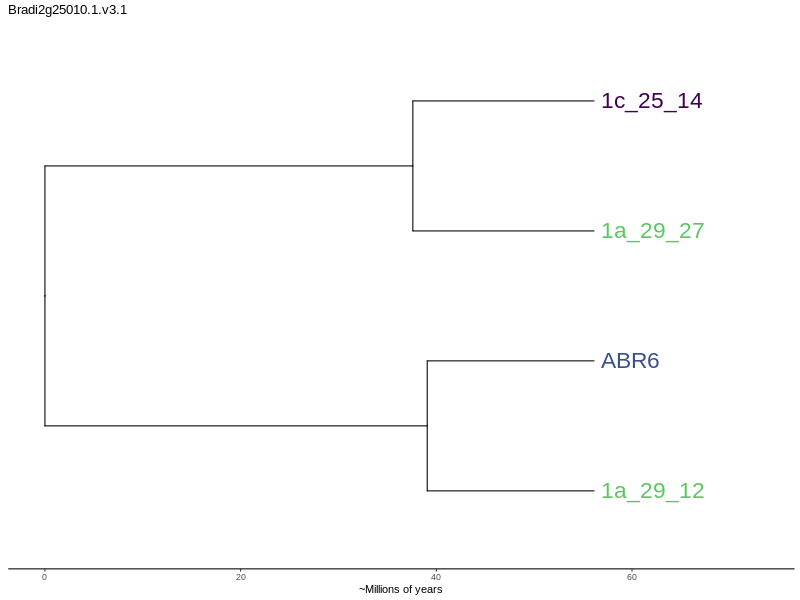 Bradi2g25010.1.v3.1
1c_25_14
1a_29_27
ABR6
1a_29_12
0 20 40 60
~Millions of years